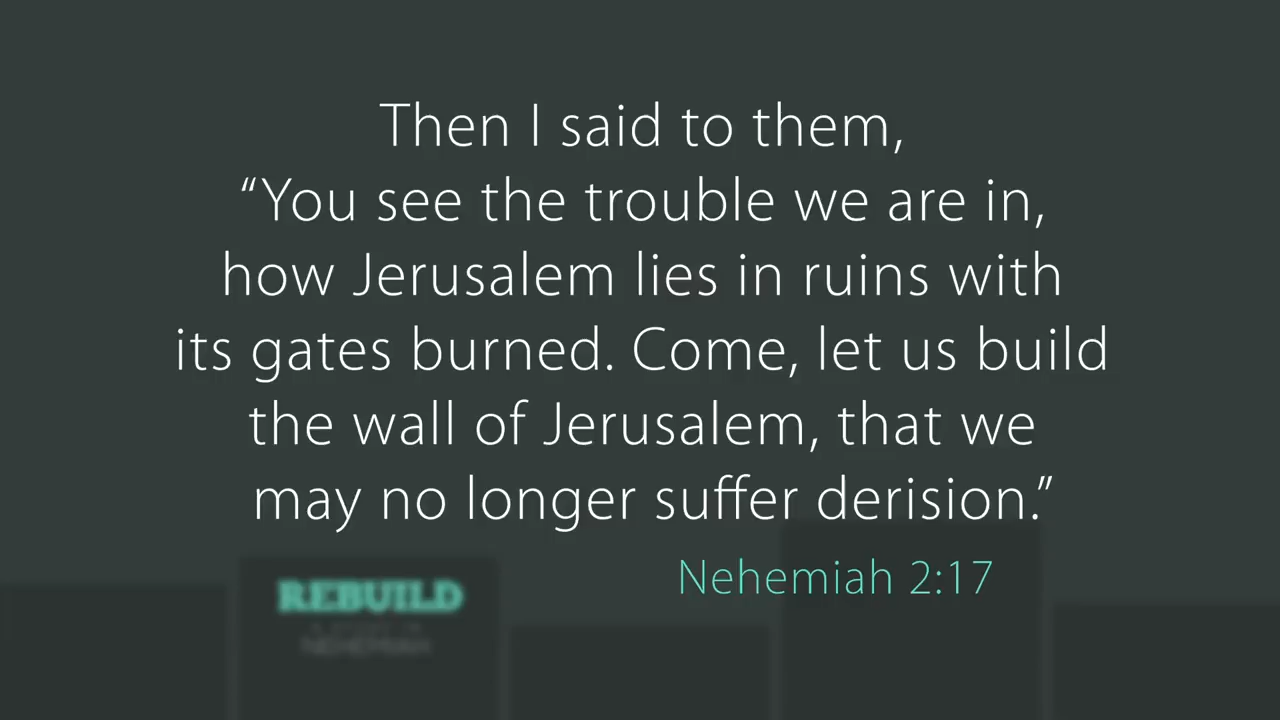 Then I said to them,
“You see the trouble we are in,
how Jerusalem lies in ruins with
its gates burned. Come, let us build
the wall of Jerusalem, that we
may no longer suffer derision.”
Nehemiah 2:17
REBUILD
NEHEMIAH